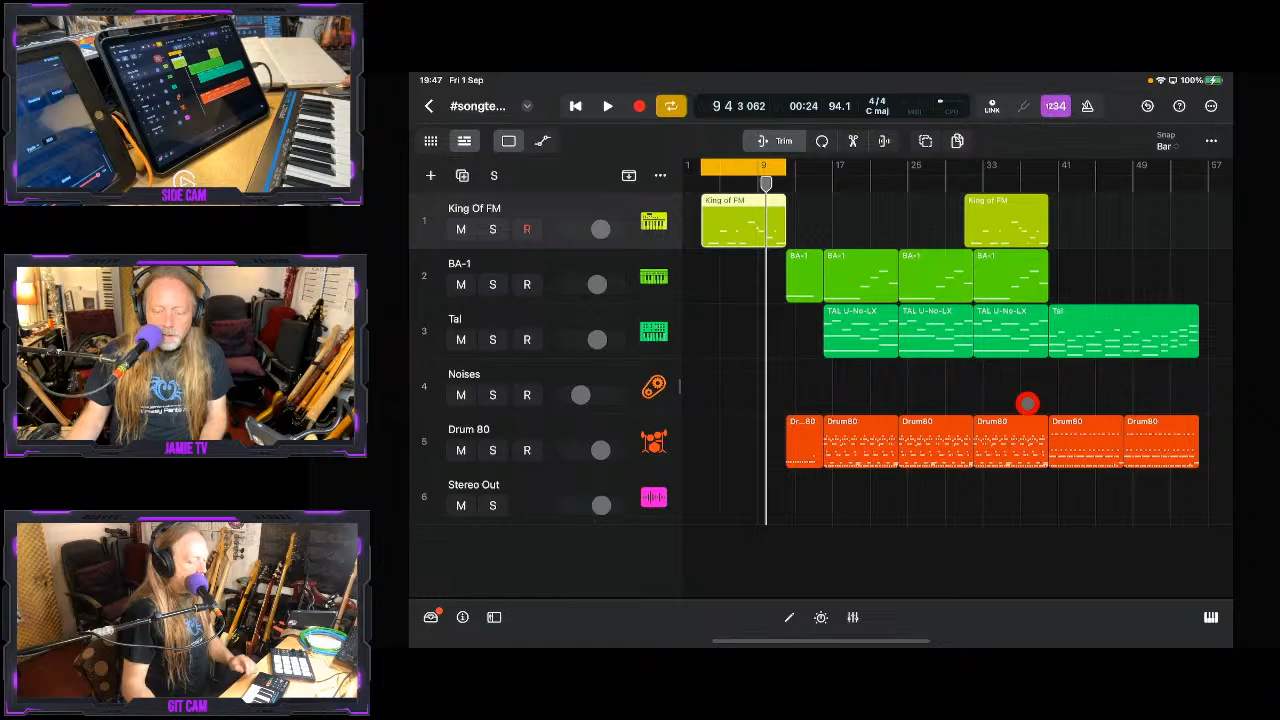 SIDE CAM
JAMIE TV
GIT CAM
19:47 Fri 1 Sep
100%
#songte...
9 4 3 062
00:24
94.1
4/4
C maj
MIDI
CPU
LINK
1234
Trim
Snap
Bar
S
1 9 17 25 33 41 49 57
1
King Of FM
M S R
King of FM
King of FM
2
BA-1
M S R
BA-1
BA-1
BA-1
BA-1
3
Tal
M S R
TAL U-No-LX
TAL U-No-LX
TAL U-No-LX
Tal
4
Noises
M S R
5
Drum 80
M S R
Dr...80
Drum80
Drum80
Drum80
Drum80
Drum80
6
Stereo Out
M S